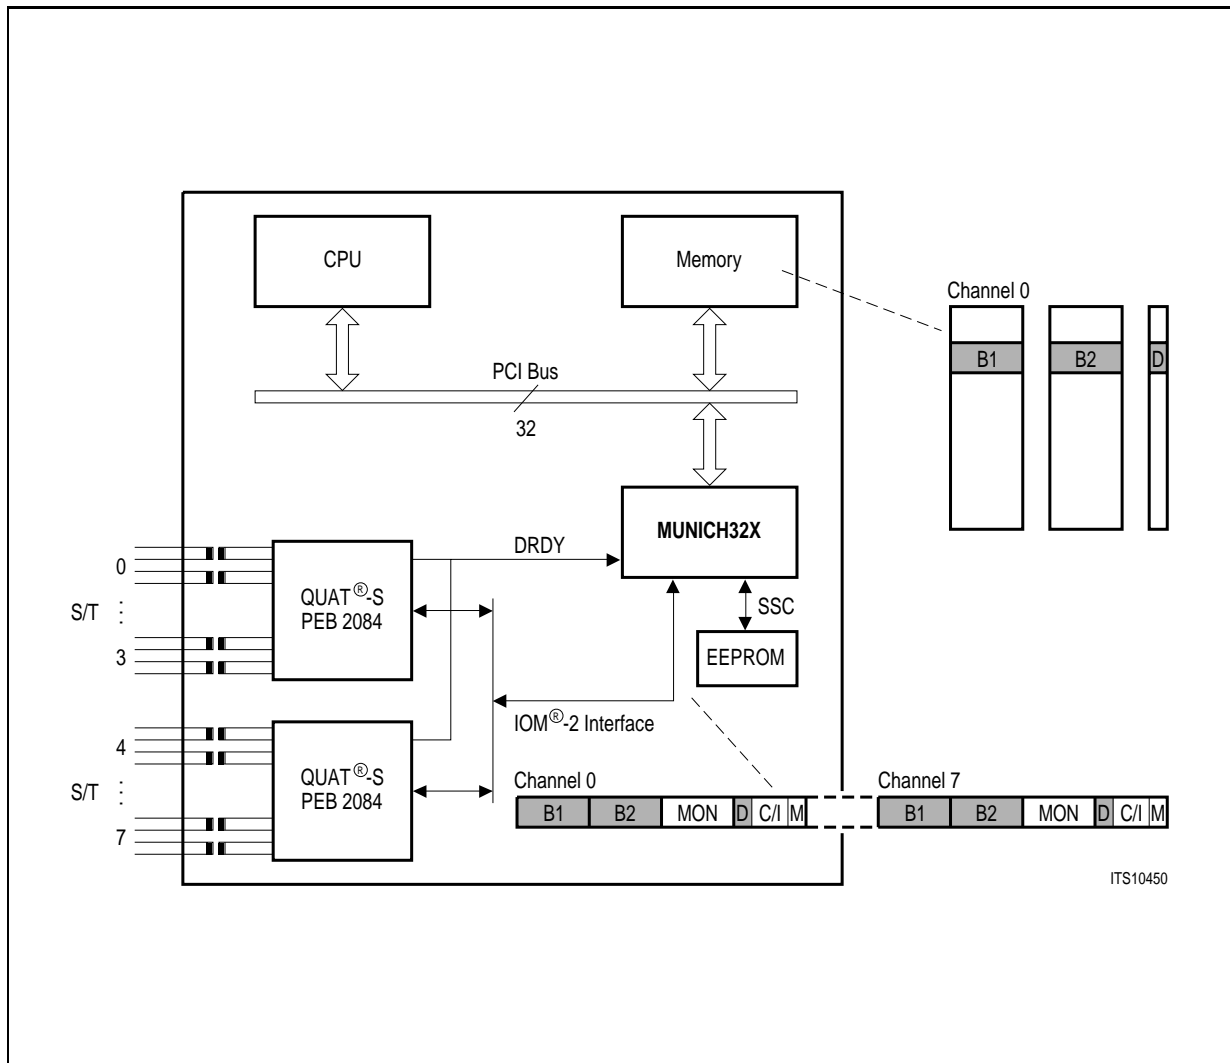 CPU
Memory
Channel 0
B1 B2 D
PCI Bus
32
MUNICH32X
DRDY
0
QUAT®-S
PEB 2084
S/T
3
SSC
EEPROM
IOM®-2 Interface
4
QUAT®-S
PEB 2084
S/T
7
Channel 0 Channel 7
B1 B2 MON D C/I M B1 B2 MON D C/I M
ITS10450